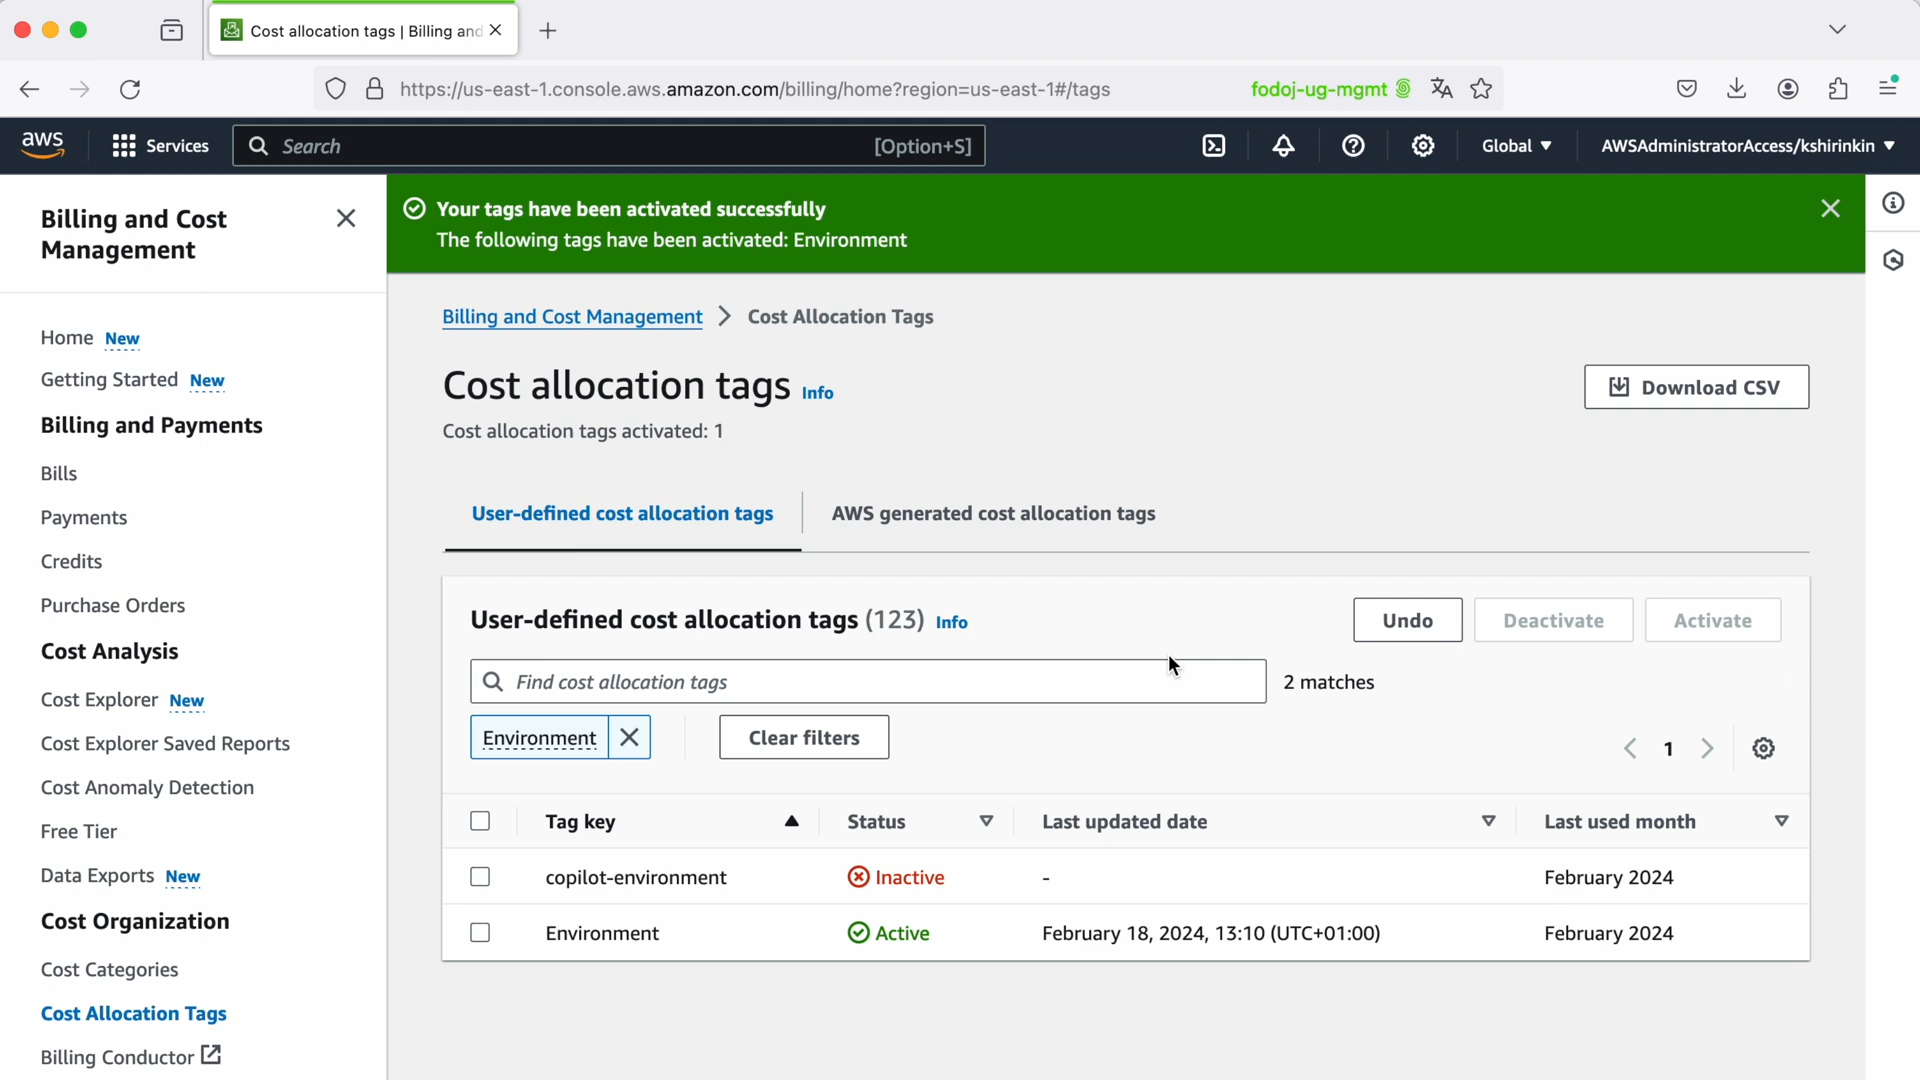 Cost allocation tags | Billing and
https://us-east-1.console.aws.amazon.com/billing/home?region=us-east-1#/tags
fodoj-ug-mgmt
aws
Services
Search
[Option+S]
Global
AWSAdministratorAccess/kshirinkin
Billing and Cost
Management
Home New
Getting Started New
Billing and Payments
Bills
Payments
Credits
Purchase Orders
Cost Analysis
Cost Explorer New
Cost Explorer Saved Reports
Cost Anomaly Detection
Free Tier
Data Exports New
Cost Organization
Cost Categories
Cost Allocation Tags
Billing Conductor
Your tags have been activated successfully
The following tags have been activated: Environment
Billing and Cost Management > Cost Allocation Tags
Cost allocation tags Info
Download CSV
Cost allocation tags activated: 1
User-defined cost allocation tags
AWS generated cost allocation tags
User-defined cost allocation tags (123) Info
Undo
Deactivate
Activate
Find cost allocation tags
2 matches
Environment
Clear filters
1
Tag key
Status
Last updated date
Last used month
copilot-environment
Inactive
-
February 2024
Environment
Active
February 18, 2024, 13:10 (UTC+01:00)
February 2024